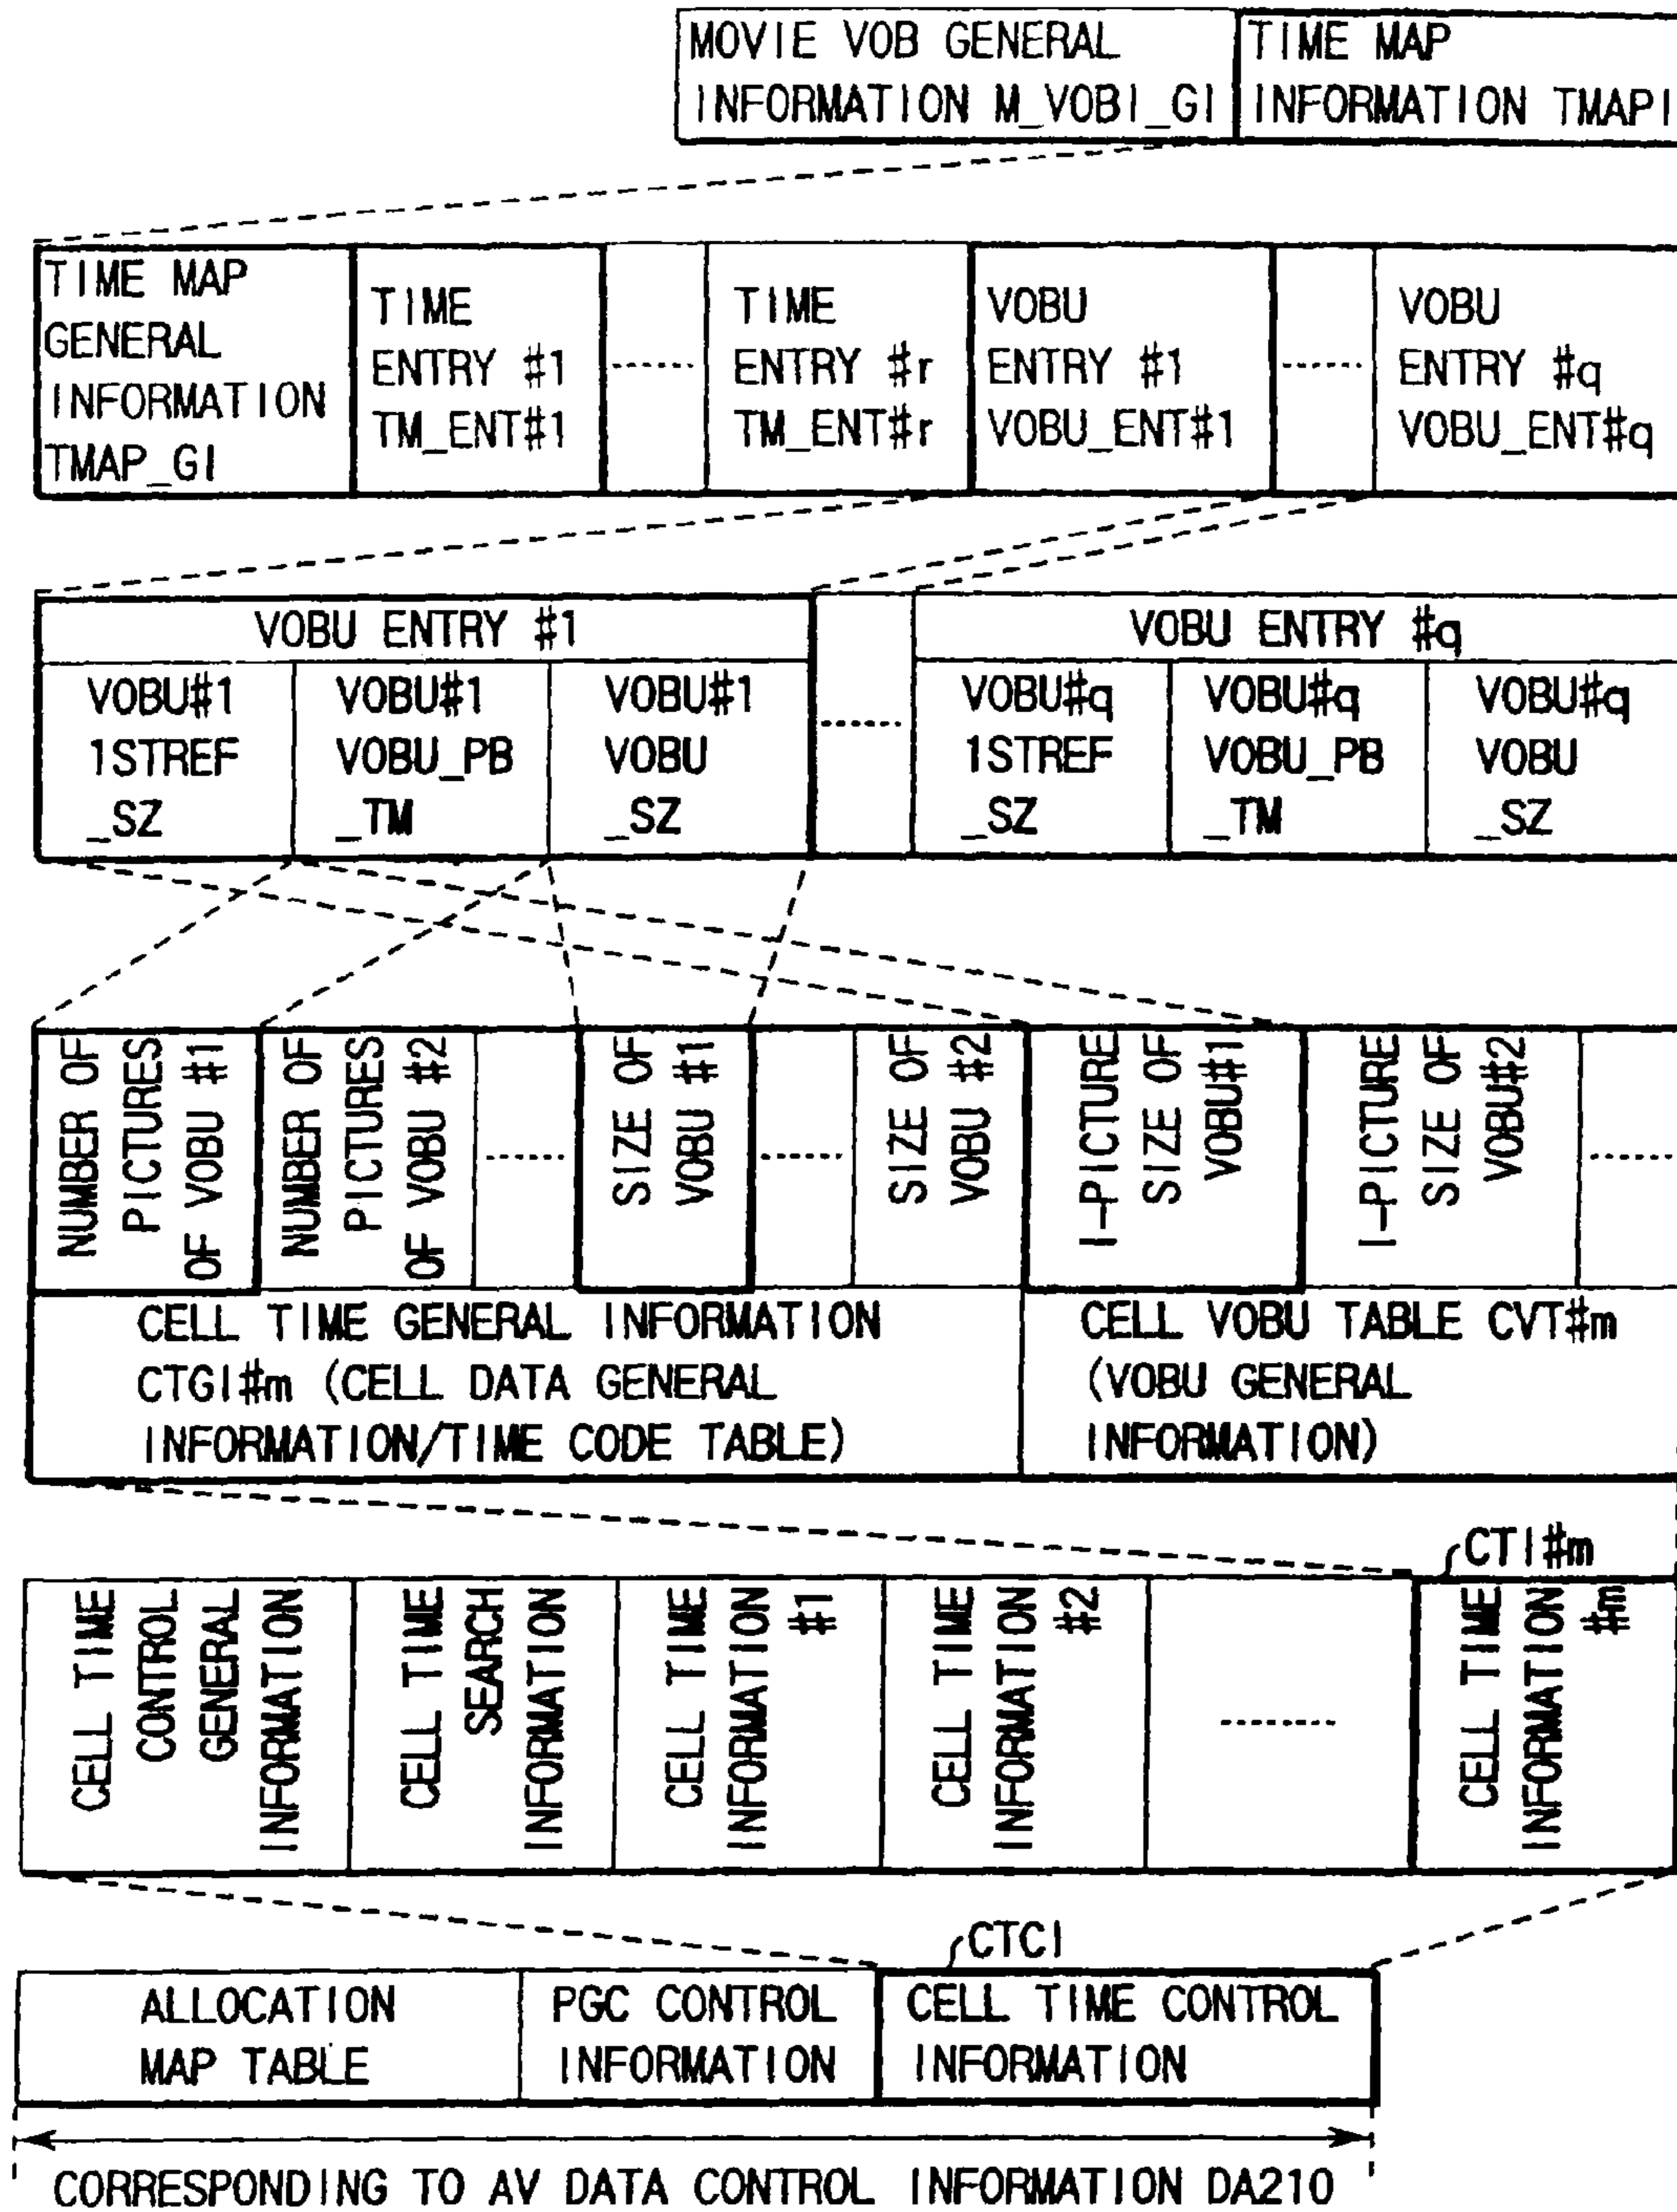 MOVIE VOB GENERAL
INFORMATION M_VOBI_GI
TIME MAP
INFORMATION TMAPI
TIME MAP
GENERAL
INFORMATION
TMAP_GI
TIME
ENTRY #1
TM_ENT#1
TIME
ENTRY #r
TM_ENT#r
VOBU
ENTRY #1
VOBU_ENT#1
VOBU
ENTRY #q
VOBU_ENT#q
VOBU ENTRY #1
VOBU#1
1STREF
_SZ
VOBU#1
VOBU_PB
_TM
VOBU#1
VOBU
_SZ
VOBU ENTRY #q
VOBU#q
1STREF
_SZ
VOBU#q
VOBU_PB
_TM
VOBU#q
VOBU
_SZ
NUMBER OF
PICTURES
OF VOBU #1
NUMBER OF
PICTURES
OF VOBU #2
SIZE OF
VOBU #1
SIZE OF
VOBU #2
I-PICTURE
SIZE OF
VOBU#1
I-PICTURE
SIZE OF
VOBU#2
CELL TIME GENERAL INFORMATION
CTGI#m (CELL DATA GENERAL
INFORMATION/TIME CODE TABLE)
CELL VOBU TABLE CVT#m
(VOBU GENERAL
INFORMATION)
CTI#m
CELL TIME
CONTROL
GENERAL
INFORMATION
CELL TIME
SEARCH
INFORMATION
CELL TIME
INFORMATION
#1
CELL TIME
INFORMATION
#2
CELL TIME
INFORMATION
#m
CTCI
ALLOCATION
MAP TABLE
PGC CONTROL
INFORMATION
CELL TIME CONTROL
INFORMATION
CORRESPONDING TO AV DATA CONTROL INFORMATION DA210